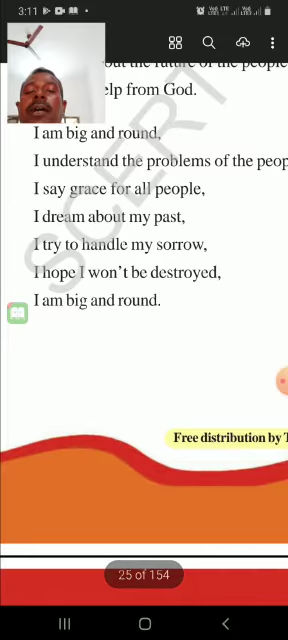 3:11
out the future of the people
elp from God.
I am big and round,
I understand the problems of the peop
I say grace for all people,
I dream about my past,
I try to handle my sorrow,
I hope I won't be destroyed,
I am big and round.
SCERT
Free distribution by T
25 of 154